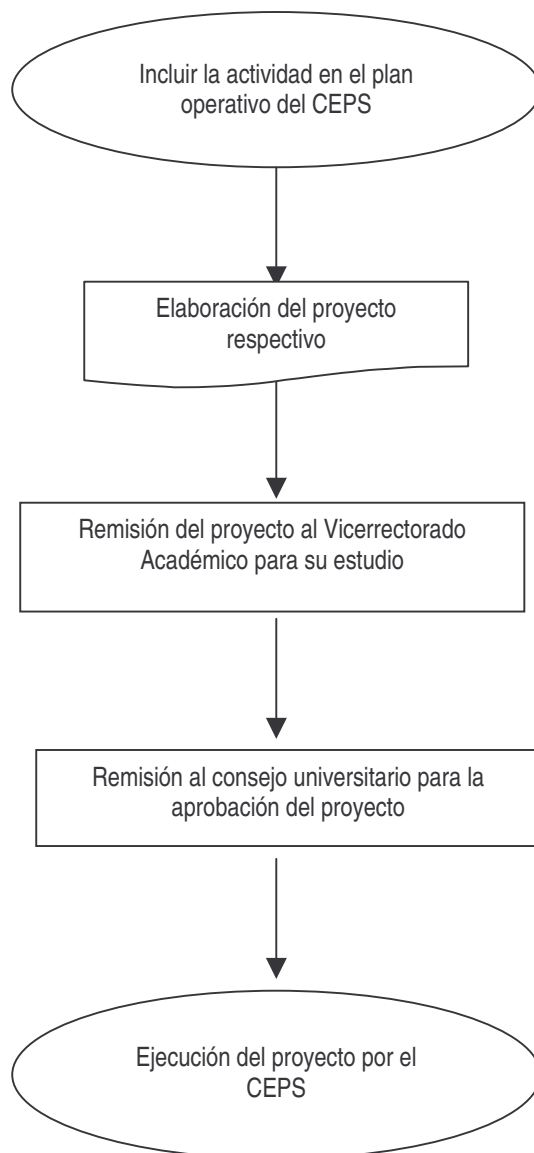 Incluir la actividad en el plan
operativo del CEPS
Elaboración del proyecto
respectivo
Remisión del proyecto al Vicerrectorado
Académico para su estudio
Remisión al consejo universitario para la
aprobación del proyecto
Ejecución del proyecto por el
CEPS